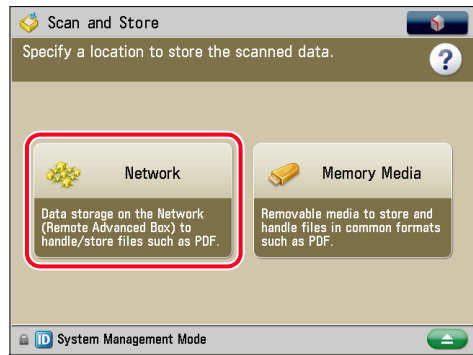 Scan and Store
Specify a location to store the scanned data.
?
Network
Data storage on the Network
(Remote Advanced Box) to
handle/store files such as PDF.
Memory Media
Removable media to store and
handle files in common formats
such as PDF.
ID System Management Mode